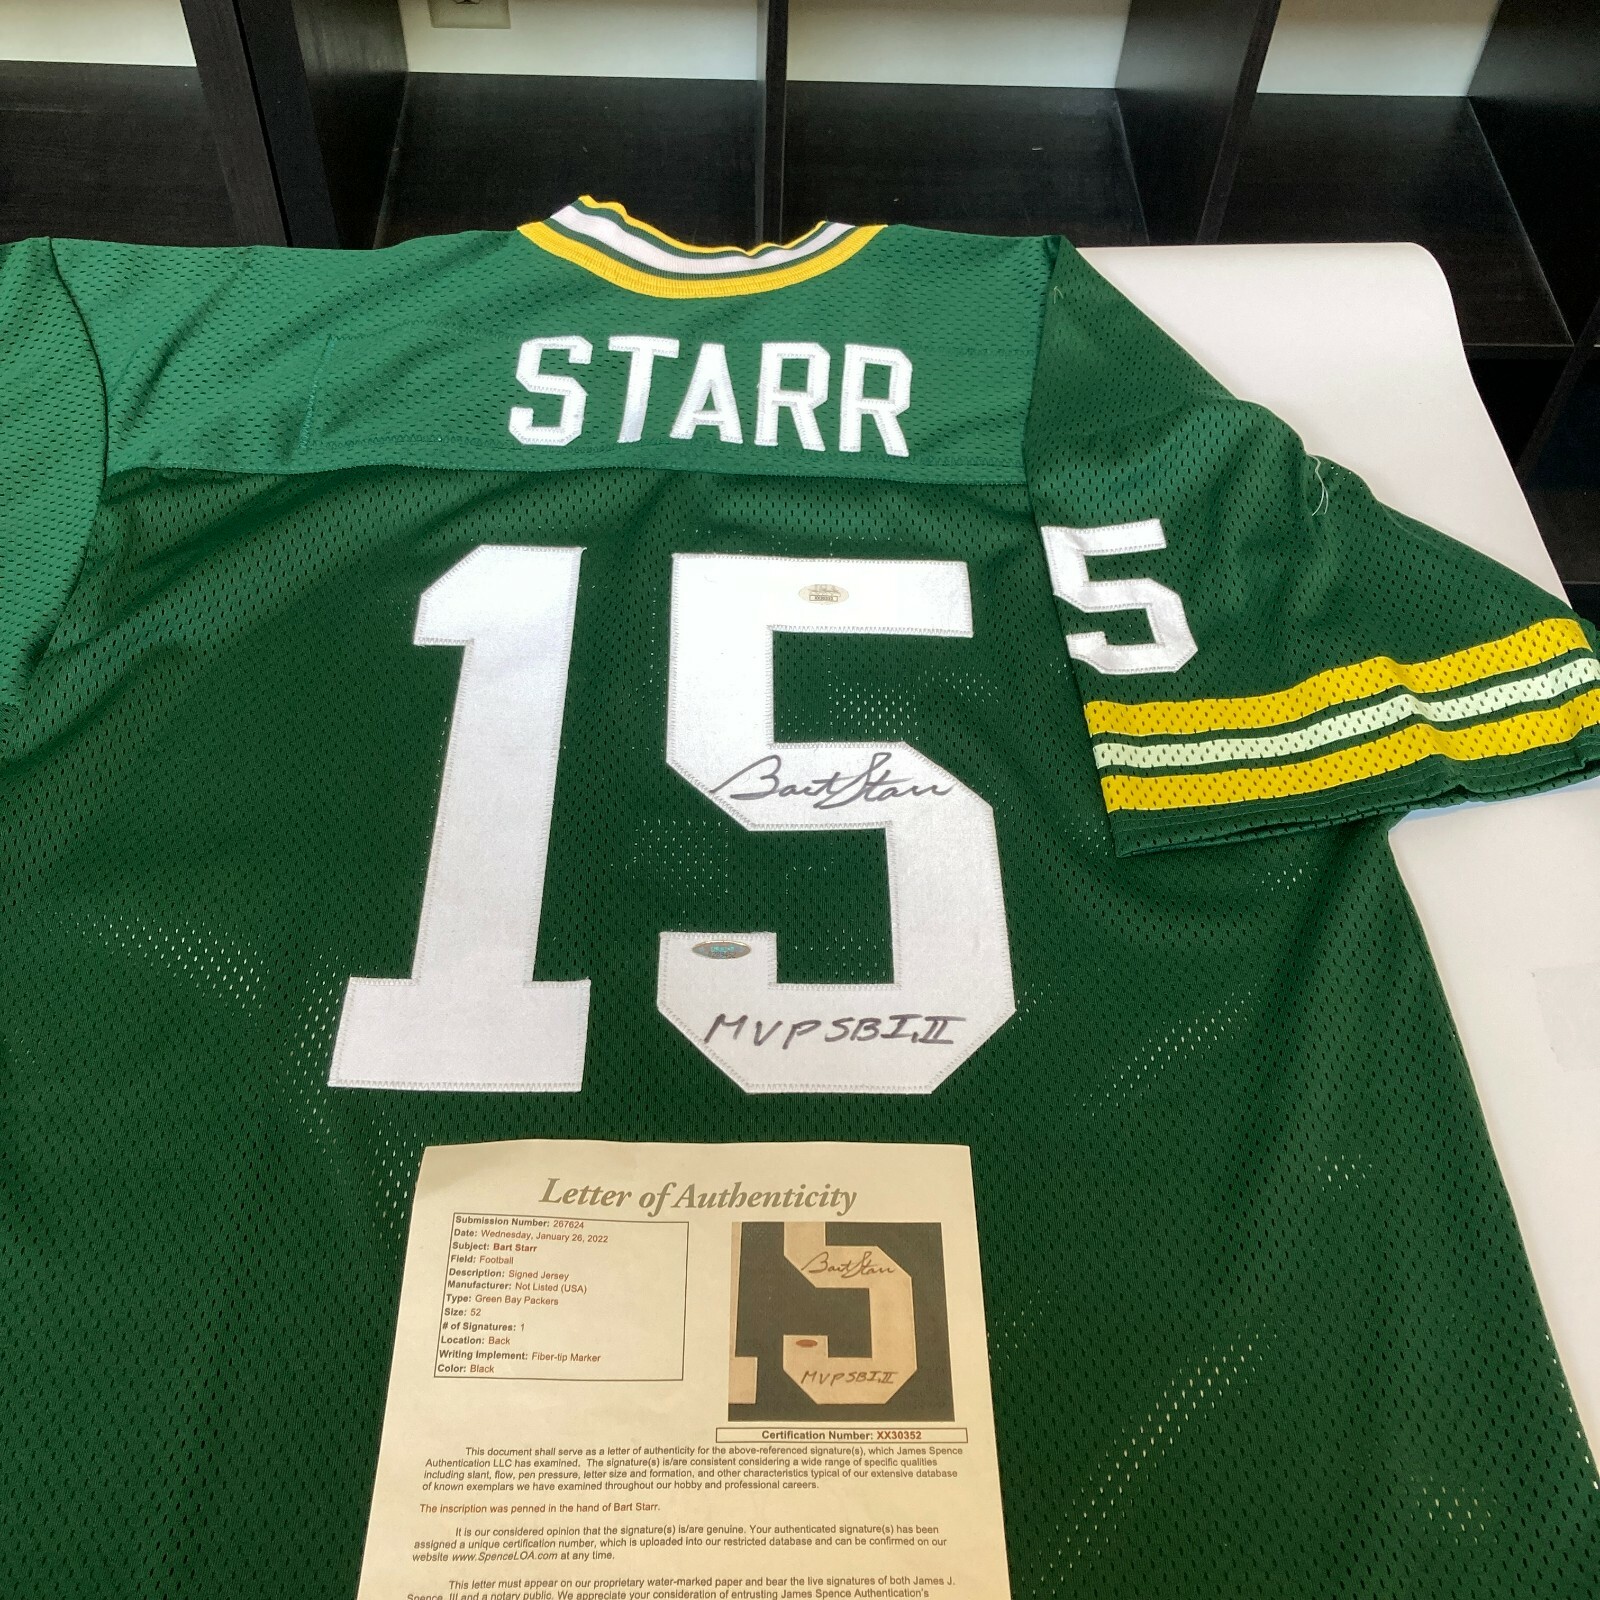 STARR
15
5
Bart Starr
MVP SB I, II
Letter of Authenticity
Submission Number: 267624
Date: Wednesday, January 26, 2022
Subject: Bart Starr
Field: Football
Description: Signed Jersey
Manufacturer: Not Listed (USA)
Type: Green Bay Packers
Size: 52
# of Signatures: 1
Location: Back
Writing Implement: Fiber-tip Marker
Color: Black
5
Bart Starr
MVP SB I, II
Certification Number: XX30352
This document shall serve as a letter of authenticity for the above-referenced signature(s), which James Spence
Authentication LLC has examined. The signature(s) is/are consistent considering a wide range of specific qualities
including slant, flow, pen pressure, letter size and formation, and other characteristics typical of our extensive database
of known exemplars we have examined throughout our hobby and professional careers.
The inscription was penned in the hand of Bart Starr.
It is our considered opinion that the signature(s) is/are genuine. Your authenticated signature(s) has been
assigned a unique certification number, which is uploaded into our restricted database and can be confirmed on our
website www.SpenceLOA.com at any time.
This letter must appear on our proprietary water-marked paper and bear the live signatures of both James J.
Spence, III and a notary public. We appreciate your consideration of entrusting James Spence Authentication's